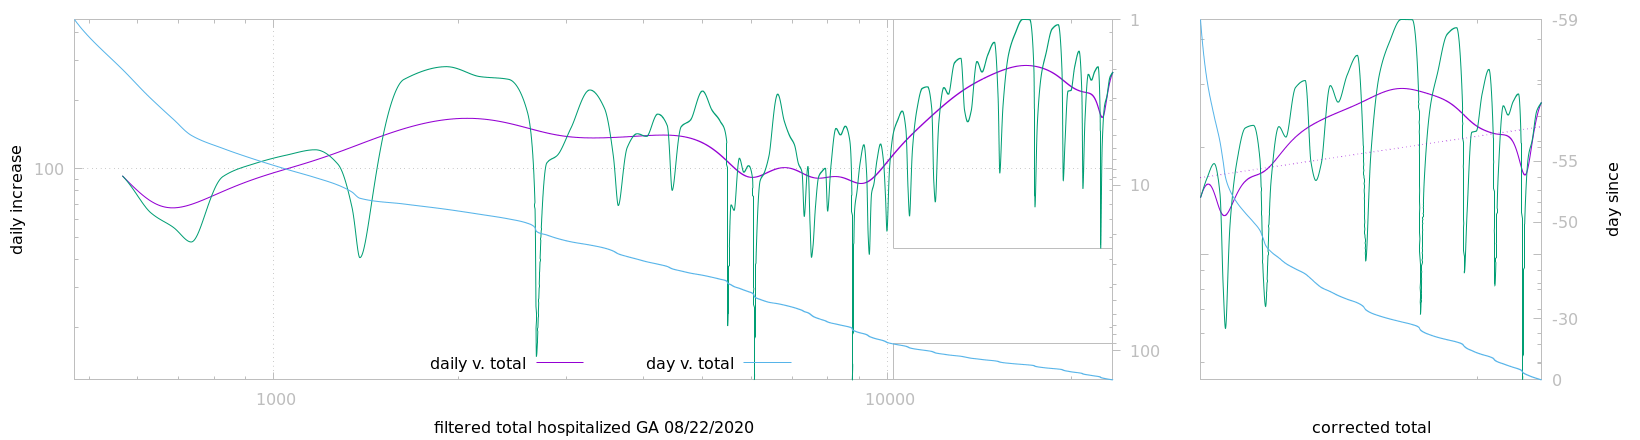 daily increase
100
1000
10000
filtered total hospitalized GA 08/22/2020
daily v. total
day v. total
1
10
100
-59
-55
-50
-30
0
day since
corrected total